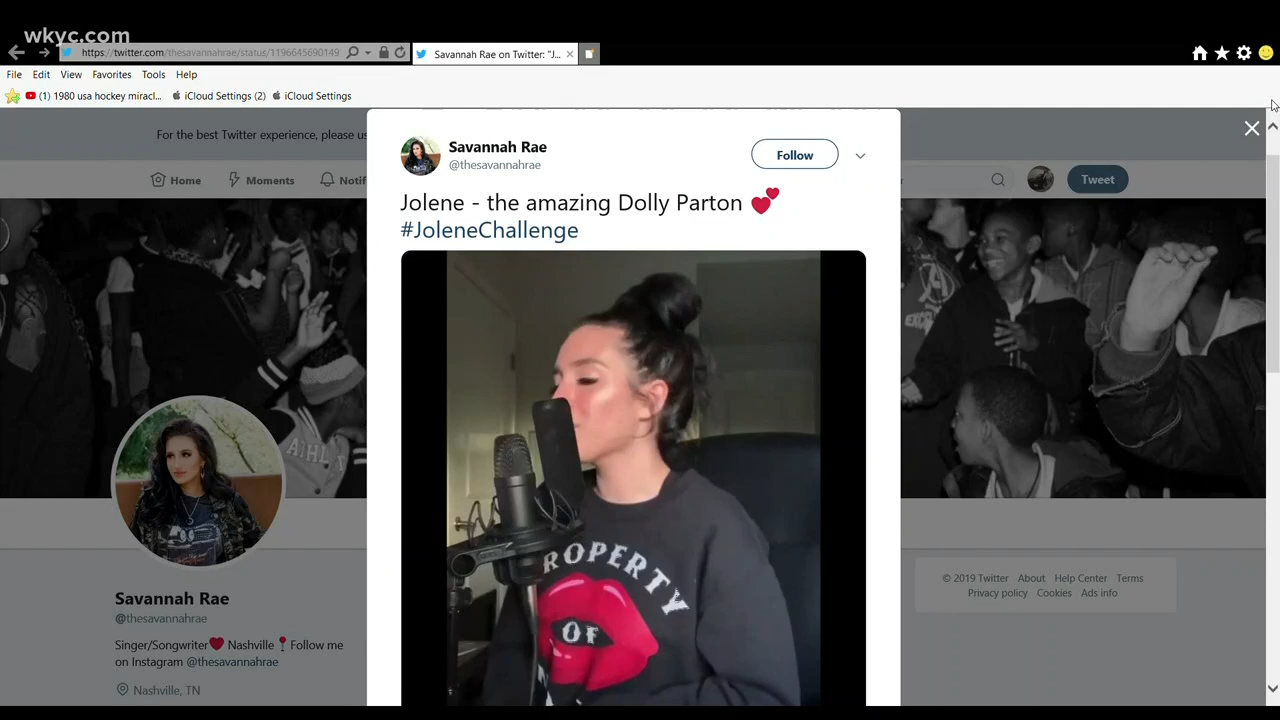 wkyc.com
https://twitter.com/thesavannahrae/status/1196645690149
Savannah Rae on Twitter: "J...
File Edit View Favorites Tools Help
(1) 1980 usa hockey miracl... iCloud Settings (2) iCloud Settings
For the best Twitter experience, please us
Home Moments Notif
Tweet
Savannah Rae
@thesavannahrae
Follow
Jolene - the amazing Dolly Parton 💕
#JoleneChallenge
PROPERTY
OF
Savannah Rae
@thesavannahrae
Singer/Songwriter❤ Nashville📍Follow me
on Instagram @thesavannahrae
Nashville, TN
© 2019 Twitter About Help Center Terms
Privacy policy Cookies Ads info